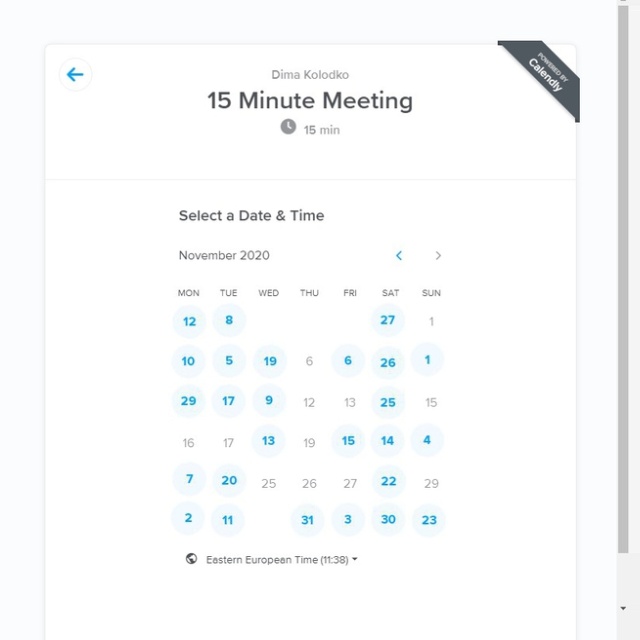 POWERED BY
Calendly
Dima Kolodko
15 Minute Meeting
15 min
Select a Date & Time
November 2020
MON TUE WED THU FRI SAT SUN
12 8 27 1
10 5 19 6 6 26 1
29 17 9 12 13 25 15
16 17 13 19 15 14 4
7 20 25 26 27 22 29
2 11 31 3 30 23
Eastern European Time (11:38)